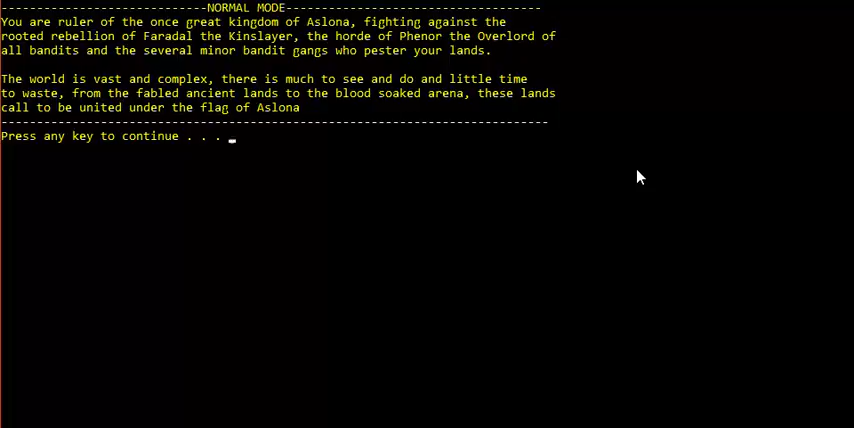 -----------------------------NORMAL MODE------------------------------------
You are ruler of the once great kingdom of Aslona, fighting against the
rooted rebellion of Faradal the Kinslayer, the horde of Phenor the Overlord of
all bandits and the several minor bandit gangs who pester your lands.
The world is vast and complex, there is much to see and do and little time
to waste, from the fabled ancient lands to the blood soaked arena, these lands
call to be united under the flag of Aslona
-----------------------------------------------------------------------------
Press any key to continue . . .